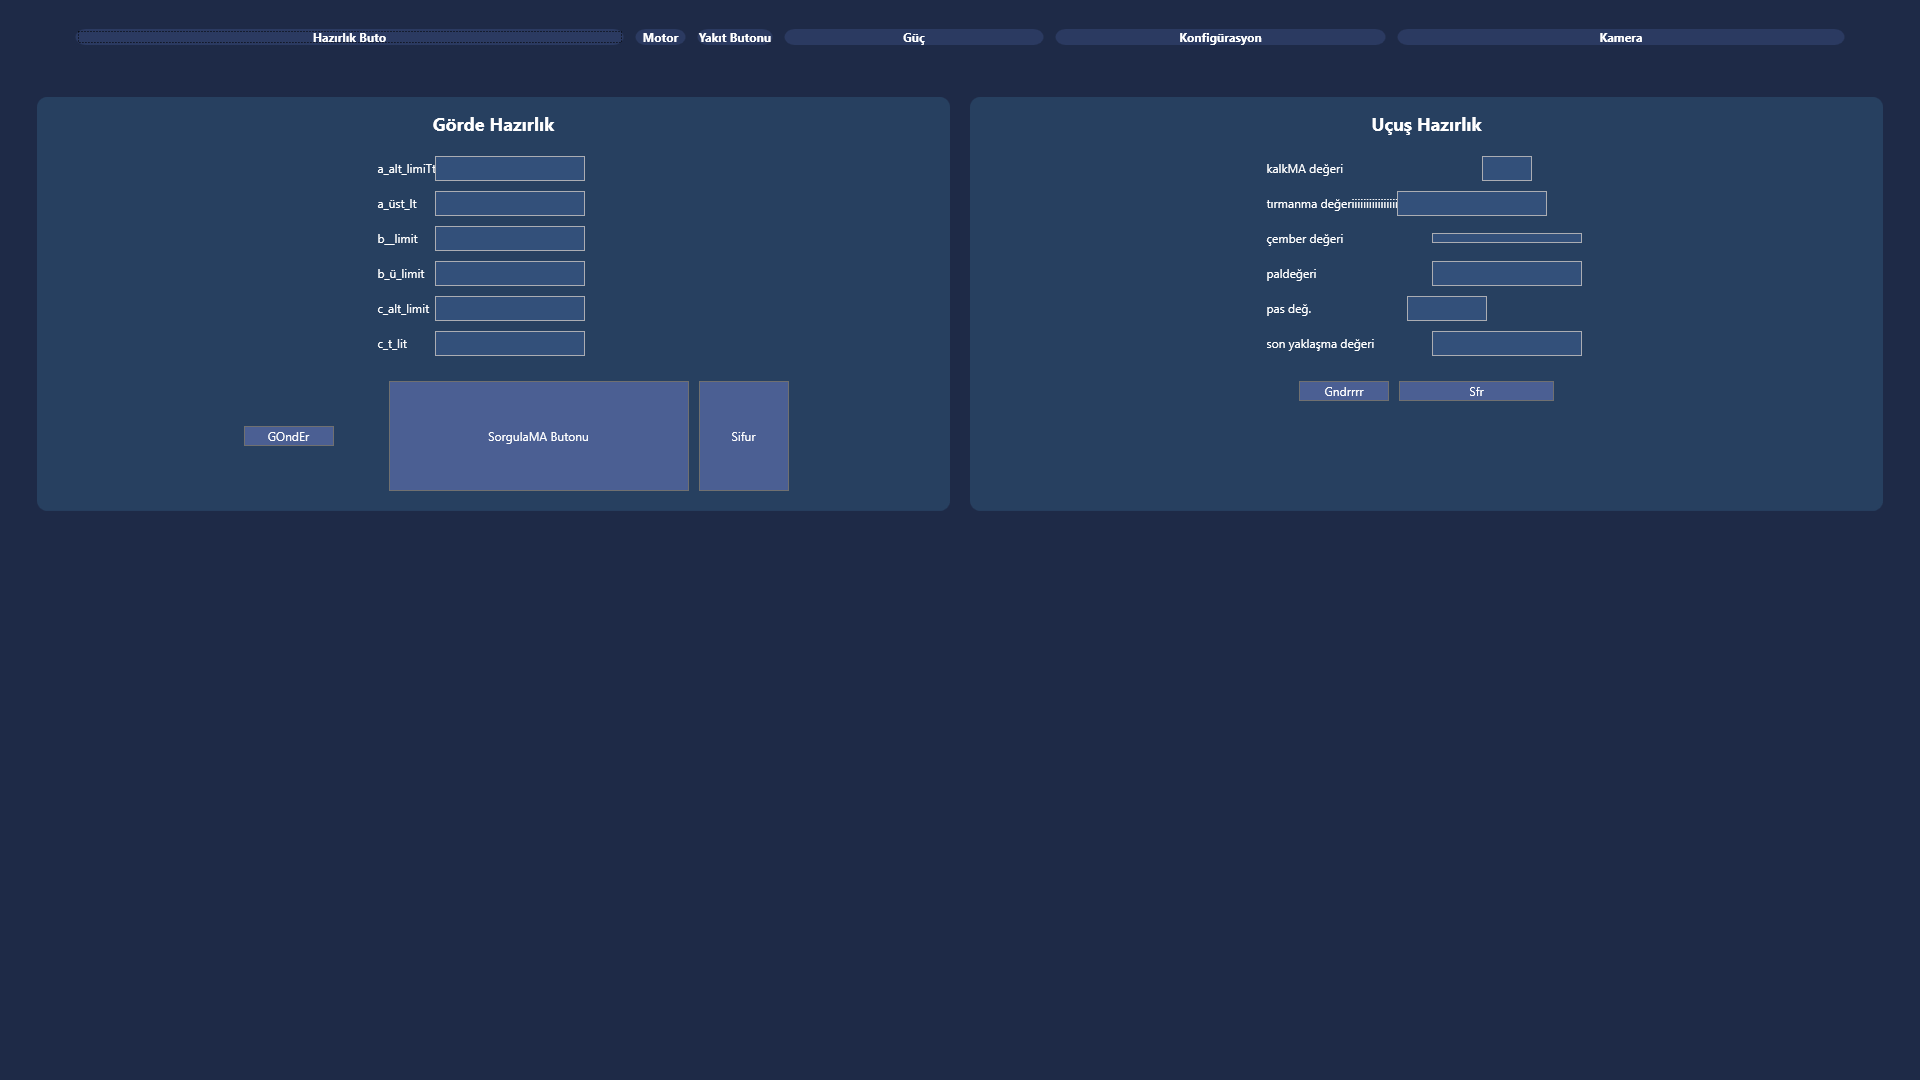 Hazırlık Buto Motor Yakıt Butonu Güç Konfigürasyon Kamera
Görde Hazırlık
a_alt_limiTt
a_üst_lt
b__limit
b_ü_limit
c_alt_limit
c_t_lit
GOndEr SorgulaMA Butonu Sifur
Uçuş Hazırlık
kalkMA değeri
tırmanma değeriiiiiiiiiiiiiiii
çember değeri
paldeğeri
pas değ.
son yaklaşma değeri
Gndrrrr Sfr